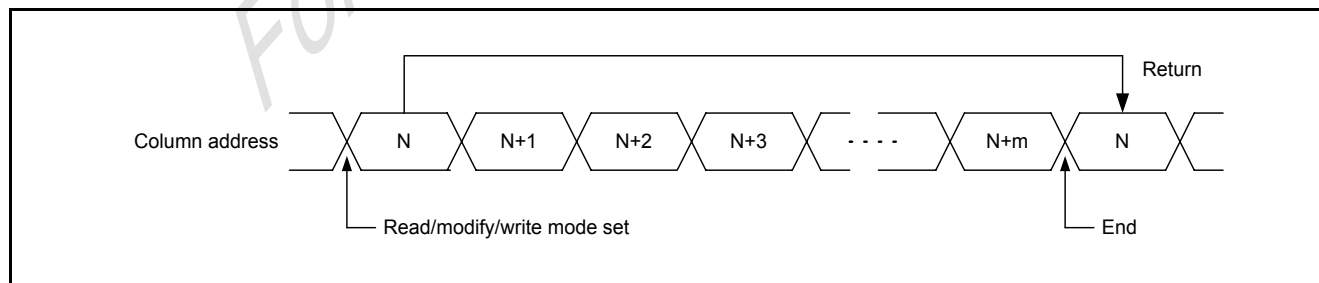 Return
Column address N N+1 N+2 N+3 - - - - N+m N
Read/modify/write mode set End